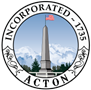 INCORPORATED - 1735
ACTON